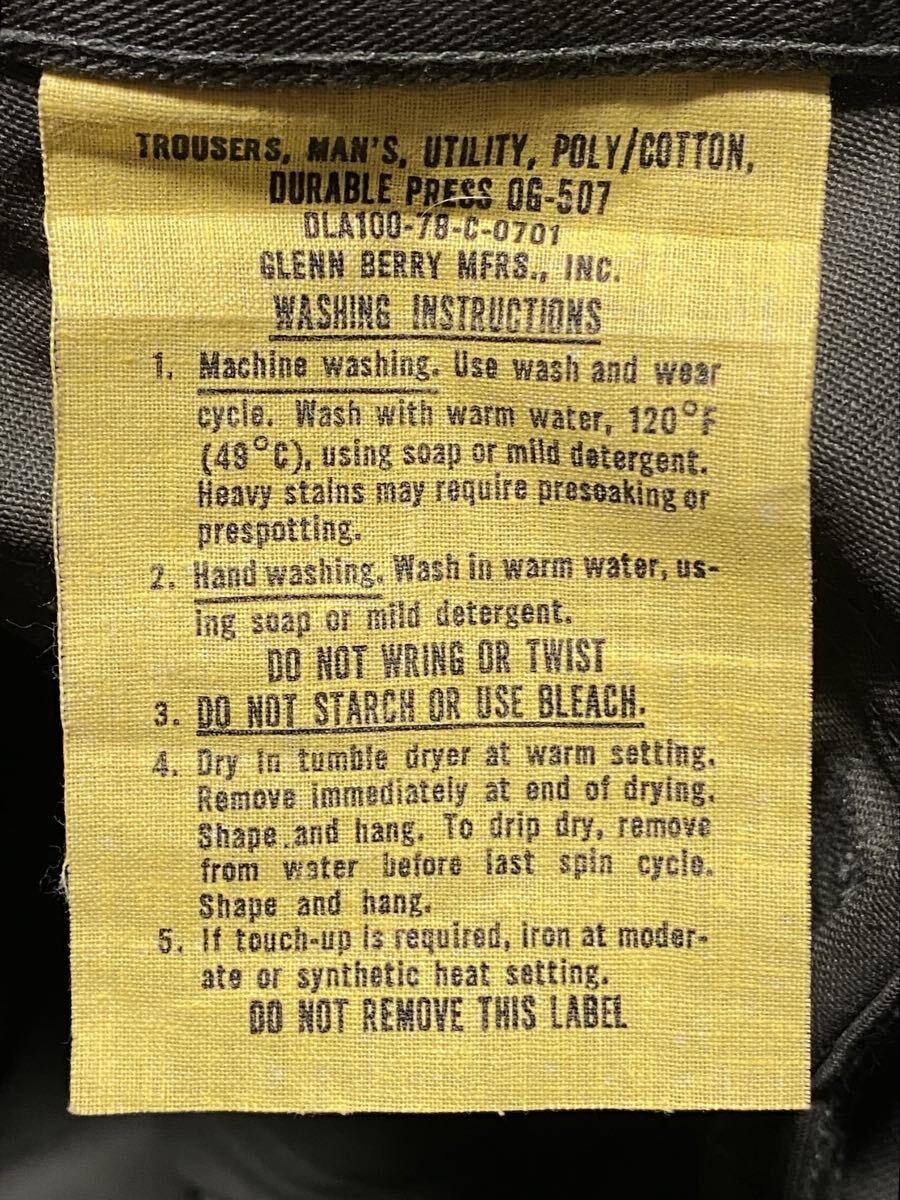 TROUSERS, MAN'S, UTILITY, POLY/COTTON,
DURABLE PRESS OG-507
DLA100-78-C-0701
GLENN BERRY MFRS., INC.
WASHING INSTRUCTIONS
1. Machine washing. Use wash and wear
cycle. Wash with warm water, 120°F
(48°C), using soap or mild detergent.
Heavy stains may require presoaking or
prespotting.
2. Hand washing. Wash in warm water, us-
ing soap or mild detergent.
DO NOT WRING OR TWIST
3. DO NOT STARCH OR USE BLEACH.
4. Dry in tumble dryer at warm setting.
Remove immediately at end of drying.
Shape and hang. To drip dry, remove
from water before last spin cycle.
Shape and hang.
5. If touch-up is required, iron at moder-
ate or synthetic heat setting.
DO NOT REMOVE THIS LABEL